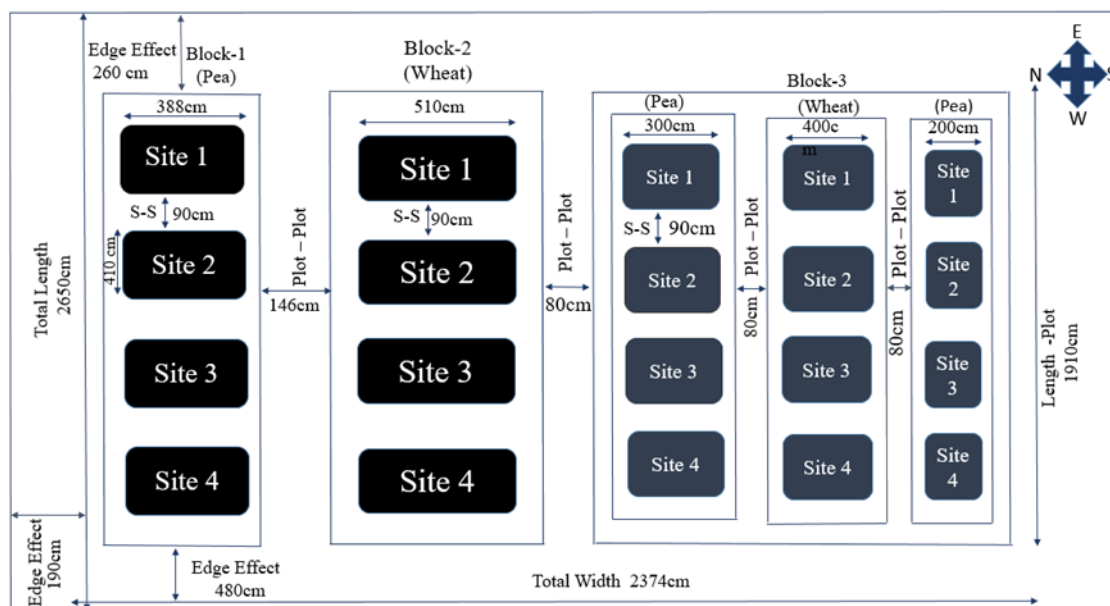 Edge Effect
260 cm
Block-1
(Pea)
388cm
Site 1
S-S
90cm
410 cm
Site 2
Site 3
Site 4
Plot – Plot
146cm
Block-2
(Wheat)
510cm
Site 1
S-S
90cm
Site 2
Site 3
Site 4
Plot – Plot
80cm
Block-3
(Pea)
300cm
Site 1
S-S
90cm
Site 2
Site 3
Site 4
Plot – Plot
80cm
(Wheat)
400c
m
Site 1
Site 2
Site 3
Site 4
Plot – Plot
80cm
(Pea)
200cm
Site
1
Site
2
Site
3
Site
4
E
N
S
W
Length -Plot
1910cm
Total Length
2650cm
Edge Effect
190cm
Edge Effect
480cm
Total Width 2374cm